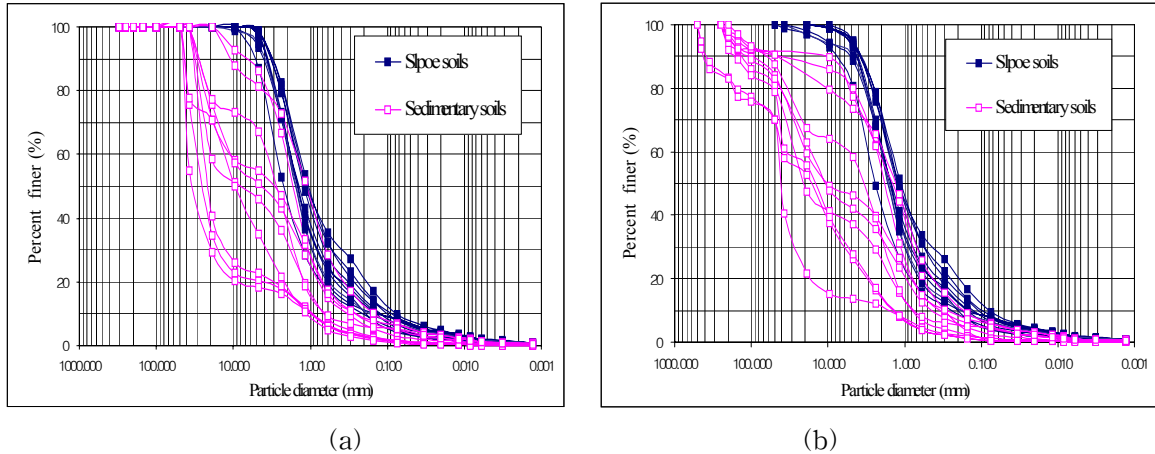 100
80
60
40
20
0
Percent finer (%)
1000.000 100.000 10.000 1.000 0.100 0.010 0.001
Particle diameter (mm)
Slpoe soils
Sedimentary soils
(a)
100
80
60
40
20
0
Percent finer (%)
1000.000 100.000 10.000 1.000 0.100 0.010 0.001
Particle diameter (mm)
Slpoe soils
Sedimentary soils
(b)